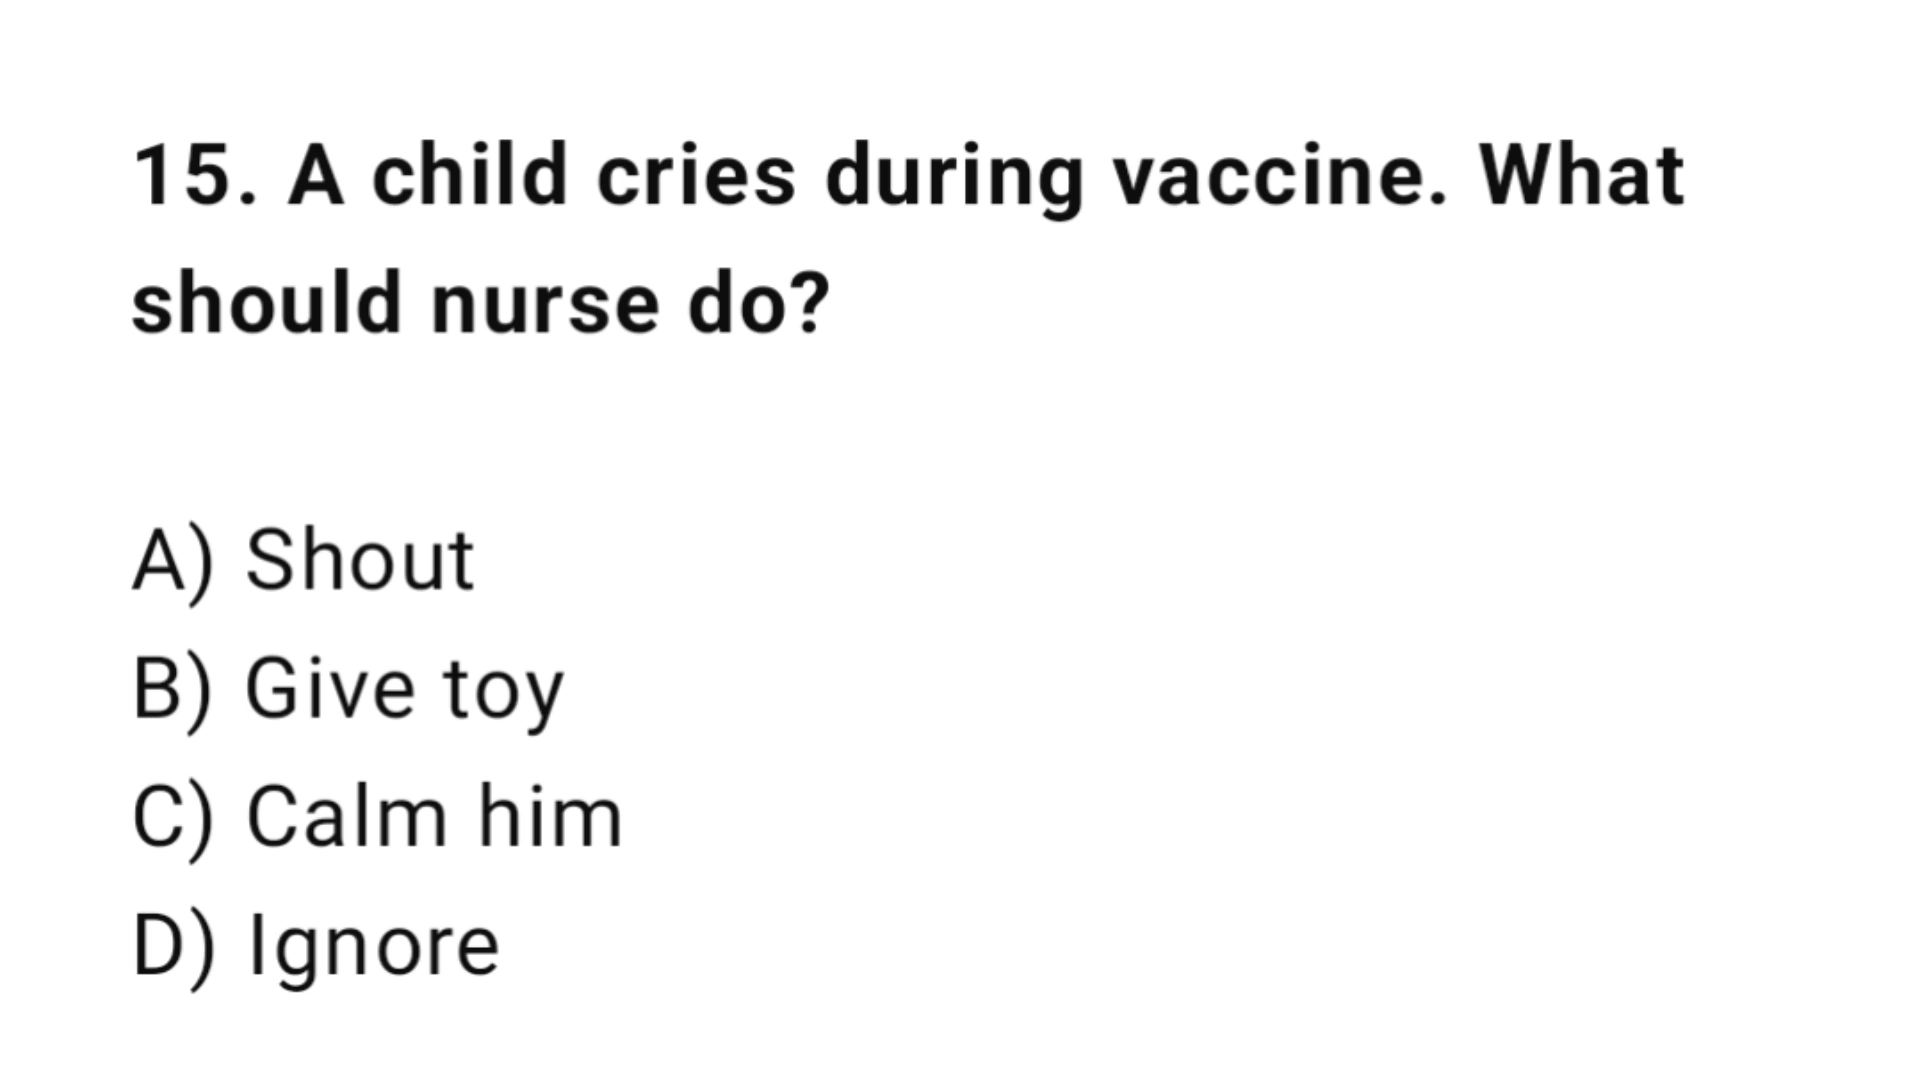 15. A child cries during vaccine. What
should nurse do?
A) Shout
B) Give toy
C) Calm him
D) Ignore